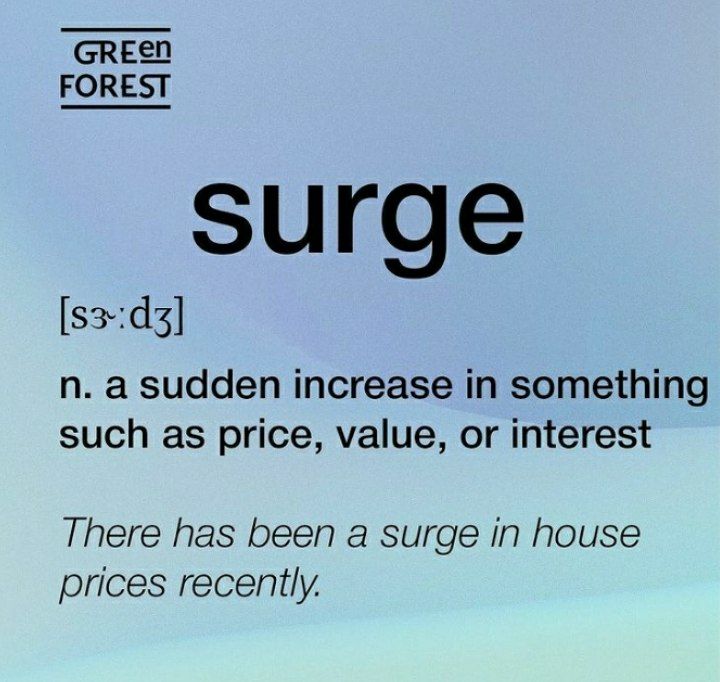 GREen
FOREST
surge
[sɝːdʒ]
n. a sudden increase in something
such as price, value, or interest
There has been a surge in house
prices recently.